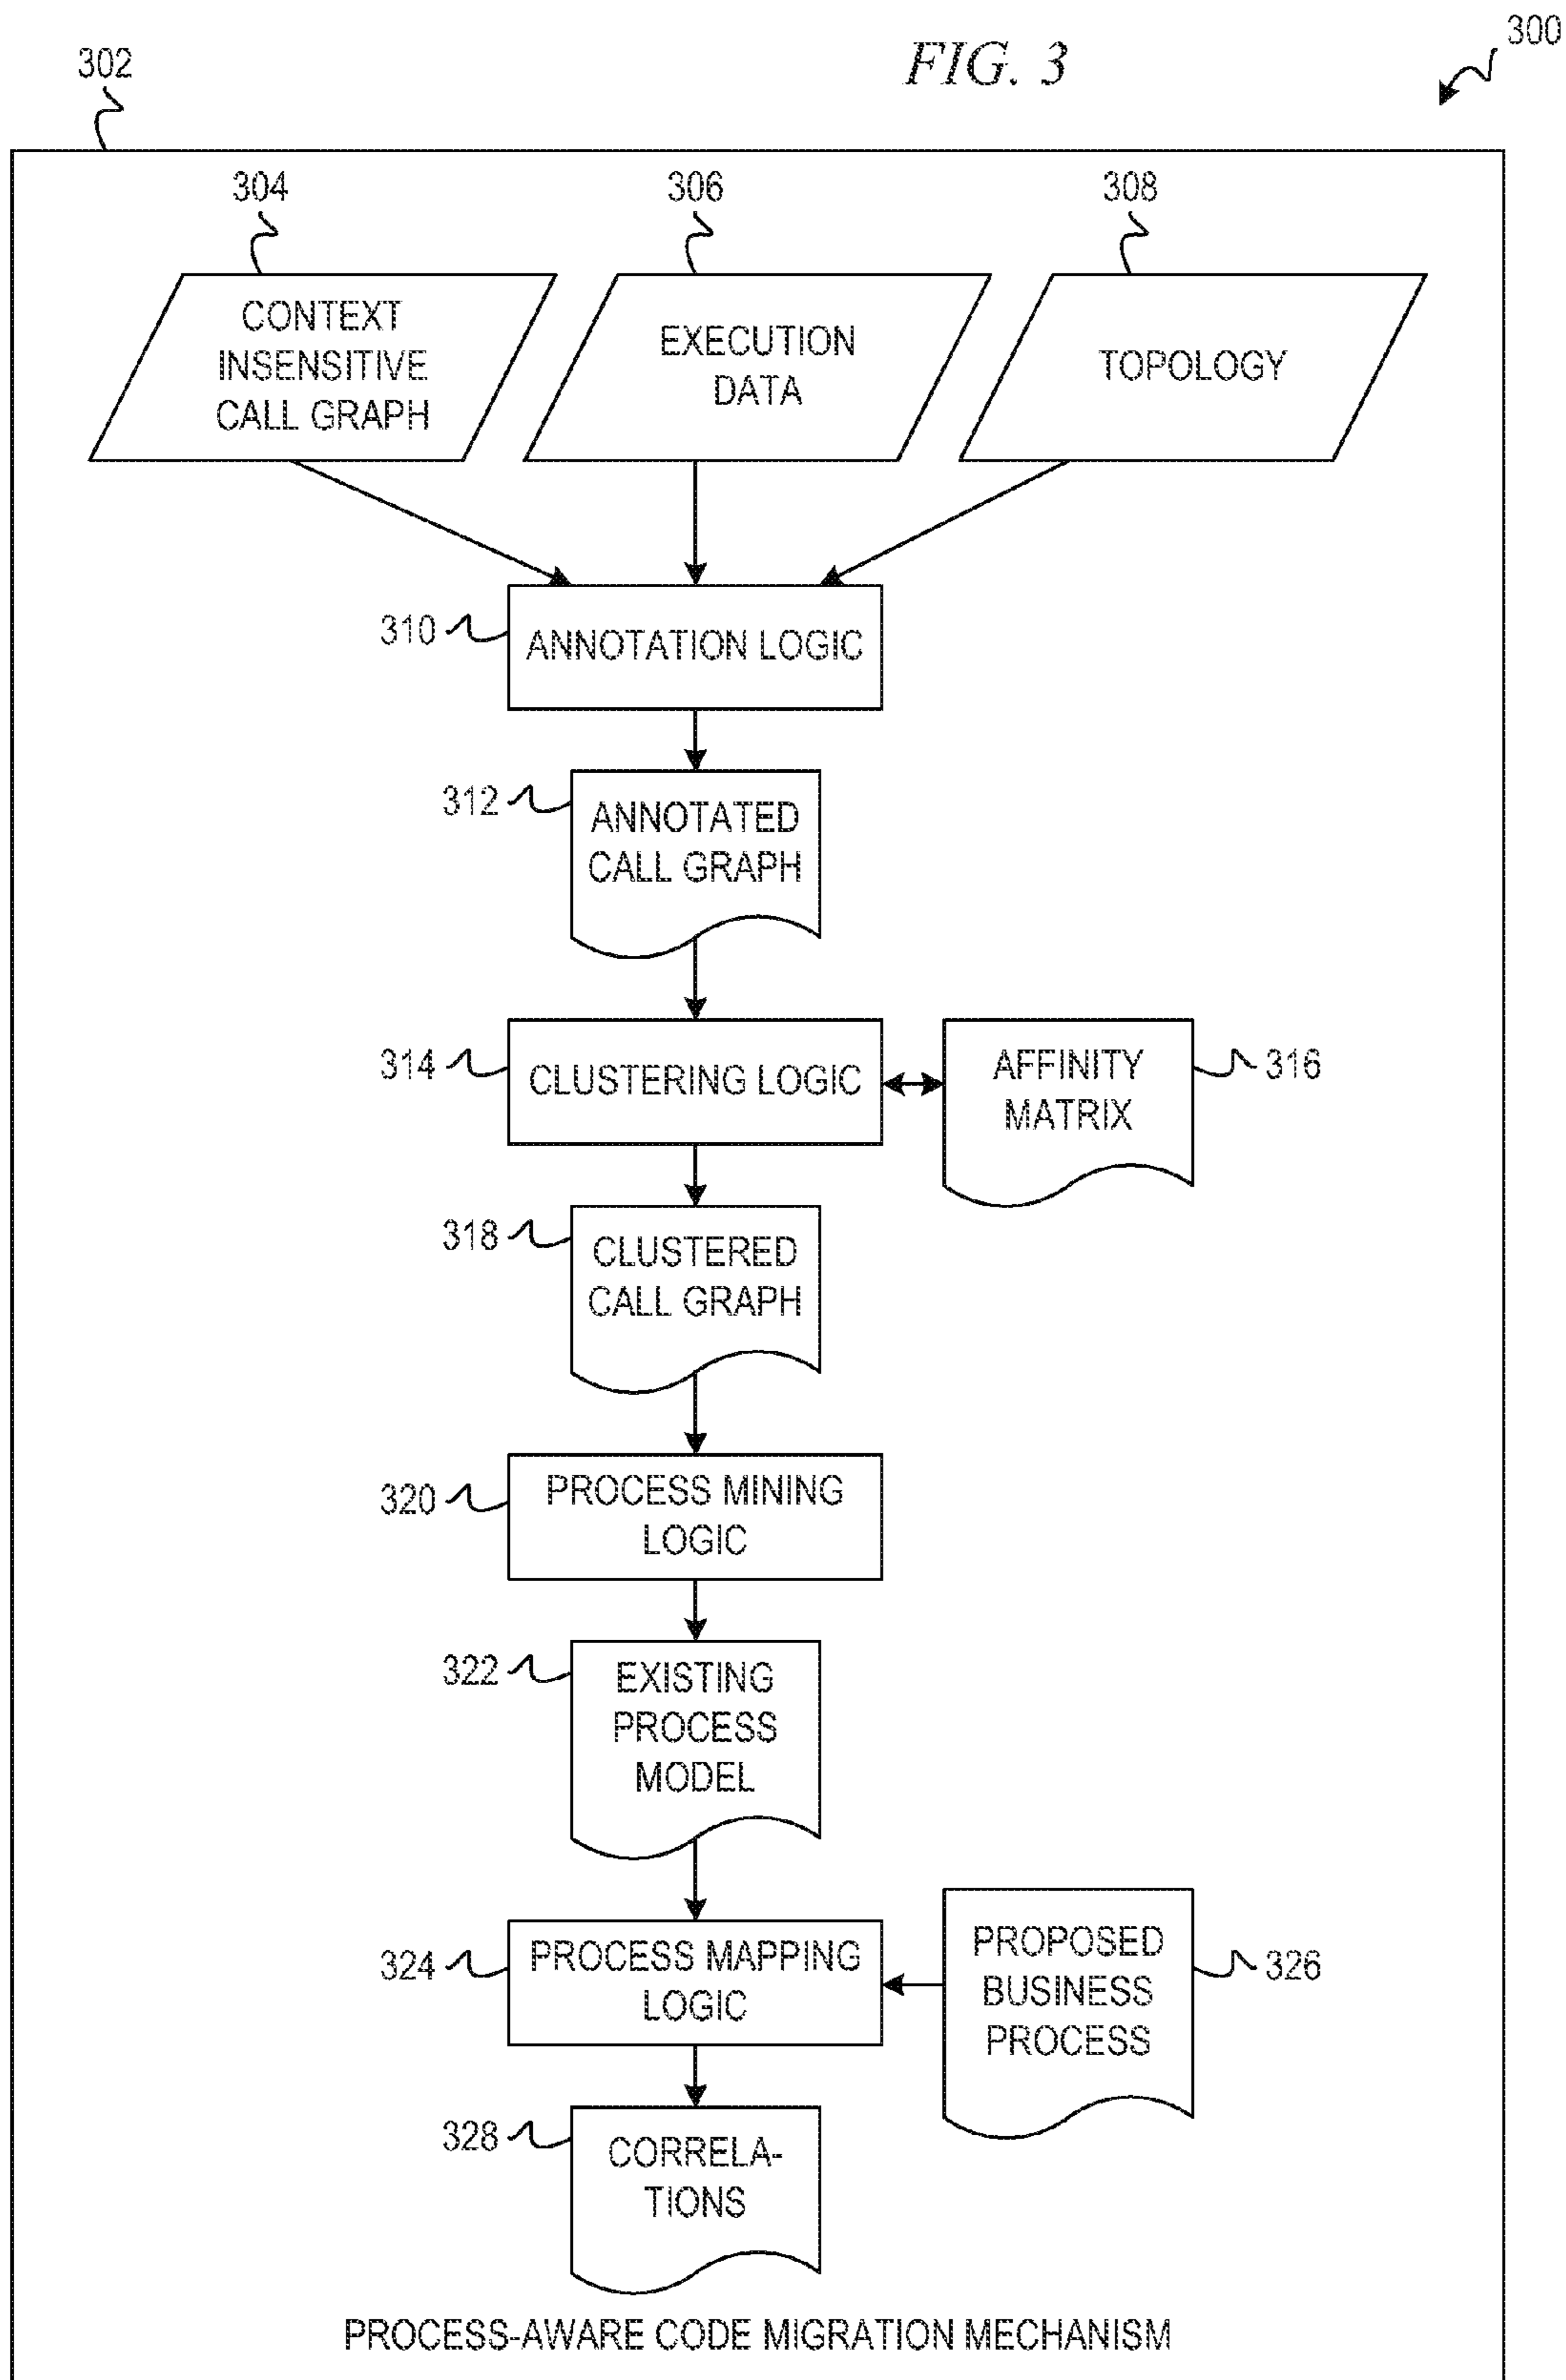 FIG. 3
300
302
304
306
308
CONTEXT
INSENSITIVE
CALL GRAPH
EXECUTION
DATA
TOPOLOGY
310
ANNOTATION LOGIC
312
ANNOTATED
CALL GRAPH
314
CLUSTERING LOGIC
AFFINITY
MATRIX
316
318
CLUSTERED
CALL GRAPH
320
PROCESS MINING
LOGIC
322
EXISTING
PROCESS
MODEL
324
PROCESS MAPPING
LOGIC
PROPOSED
BUSINESS
PROCESS
326
328
CORRELA-
TIONS
PROCESS-AWARE CODE MIGRATION MECHANISM